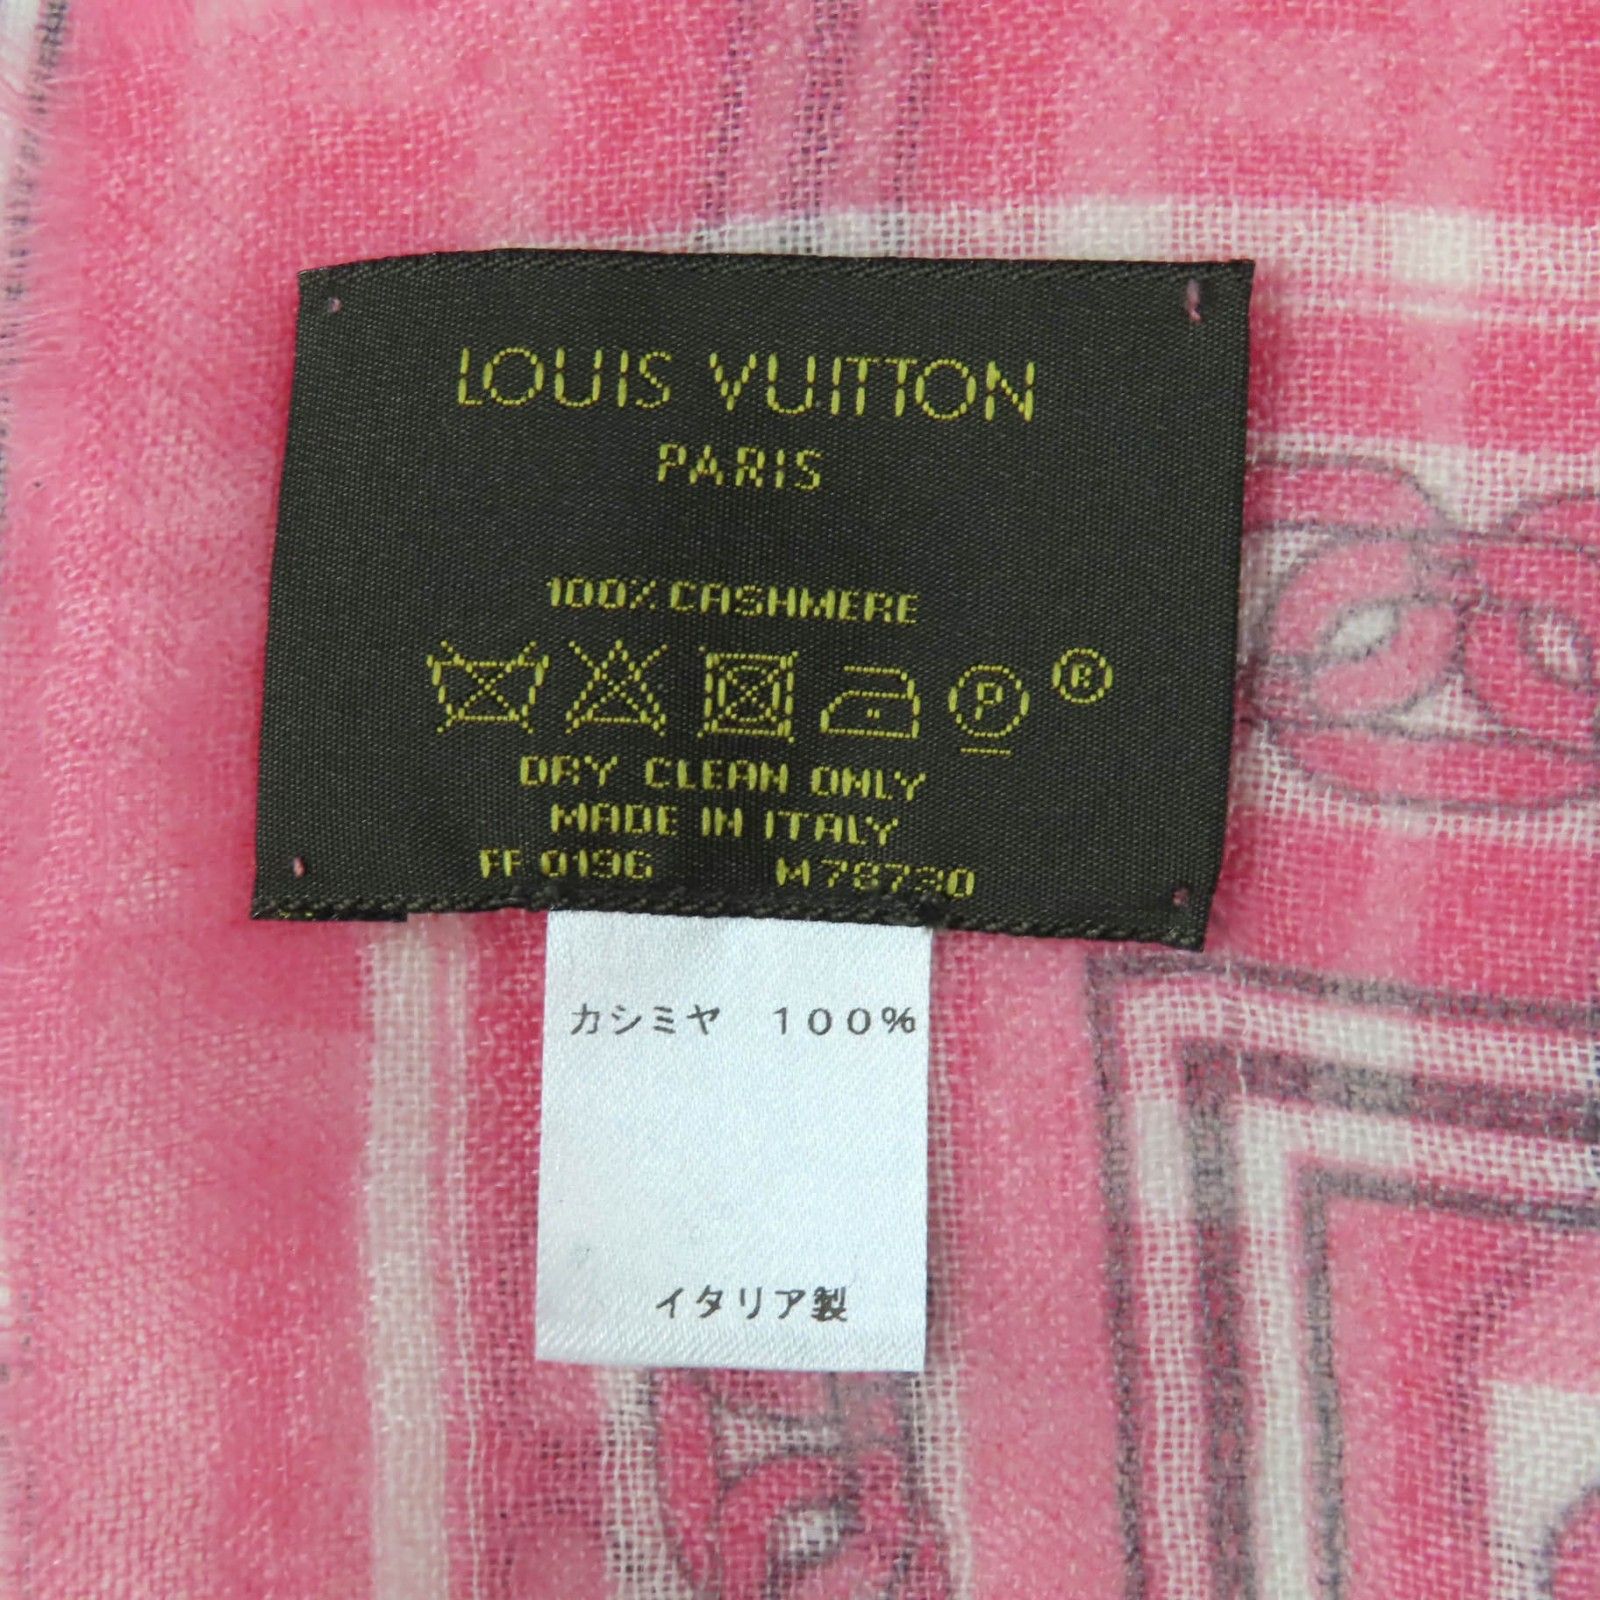 LOUIS VUITTON
PARIS
100% CASHMERE
P ®
DRY CLEAN ONLY
MADE IN ITALY
FF 0196 M78730
カシミヤ 100%
イタリア製